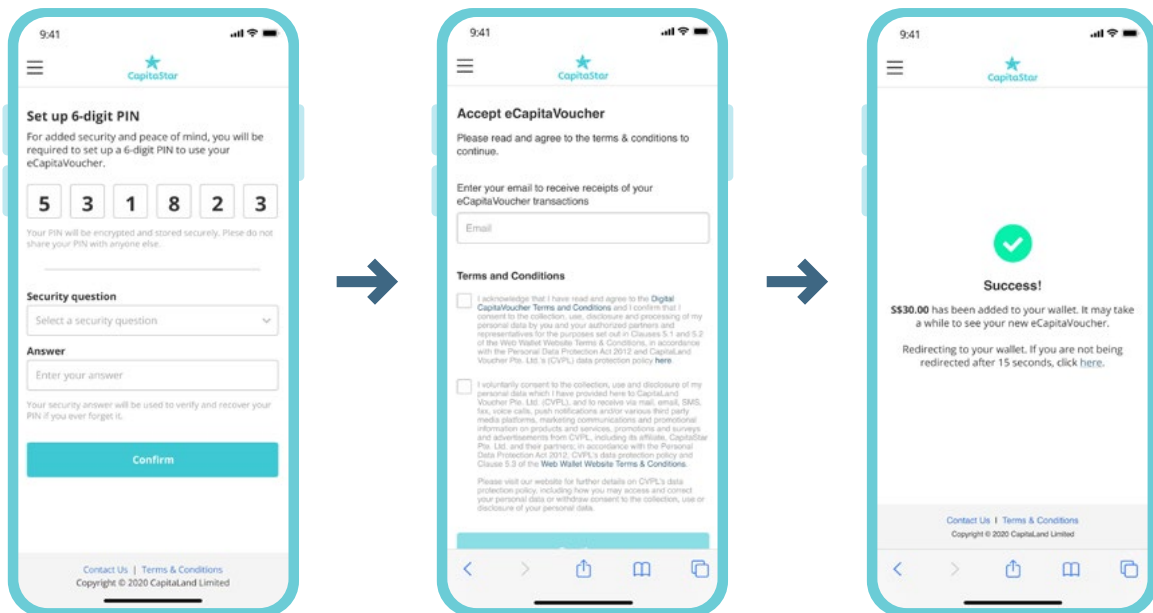 9:41
CapitaStar
Set up 6-digit PIN
For added security and peace of mind, you will be
required to set up a 6-digit PIN to use your
eCapitaVoucher.
5 3 1 8 2 3
Your PIN will be encrypted and stored securely. Plese do not
share your PIN with anyone else.
Security question
Select a security question
Answer
Enter your answer
Your security answer will be used to verify and recover your
PIN if you ever forget it.
Confirm
Contact Us | Terms & Conditions
Copyright © 2020 CapitaLand Limited
9:41
CapitaStar
Accept eCapitaVoucher
Please read and agree to the terms & conditions to
continue.
Enter your email to receive receipts of your
eCapitaVoucher transactions
Email
Terms and Conditions
I acknowledge that I have read and agree to the Digital
CapitaVoucher Terms and Conditions and I confirm that I
consent to the collection, use, disclosure and processing of my
personal data by you and your authorized partners and
representatives for the purposes set out in Clauses 5.1 and 5.2
of the Web Wallet Website Terms & Conditions, in accordance
with the Personal Data Protection Act 2012 and CapitaLand
Voucher Pte. Ltd.'s (CVPL) data protection policy here.
I voluntarily consent to the collection, use and disclosure of my
personal data which I have provided here to CapitaLand
Voucher Pte. Ltd. (CVPL), and to receive via mail, email, SMS,
fax, voice calls, push notifications and/or various third party
media platforms, marketing communications and promotional
information on products and services, promotions and surveys
and advertisements from CVPL, including its affiliate, CapitaStar
Pte. Ltd. and their partners; in accordance with the Personal
Data Protection Act 2012, CVPL's data protection policy and
Clause 5.3 of the Web Wallet Website Terms & Conditions.
Please visit our website for further details on CVPL's data
protection policy, including how you may access and correct
your personal data or withdraw consent to the collection, use or
disclosure of your personal data.
9:41
CapitaStar
Success!
S$30.00 has been added to your wallet. It may take
a while to see your new eCapitaVoucher.
Redirecting to your wallet. If you are not being
redirected after 15 seconds, click here.
Contact Us | Terms & Conditions
Copyright © 2020 CapitaLand Limited